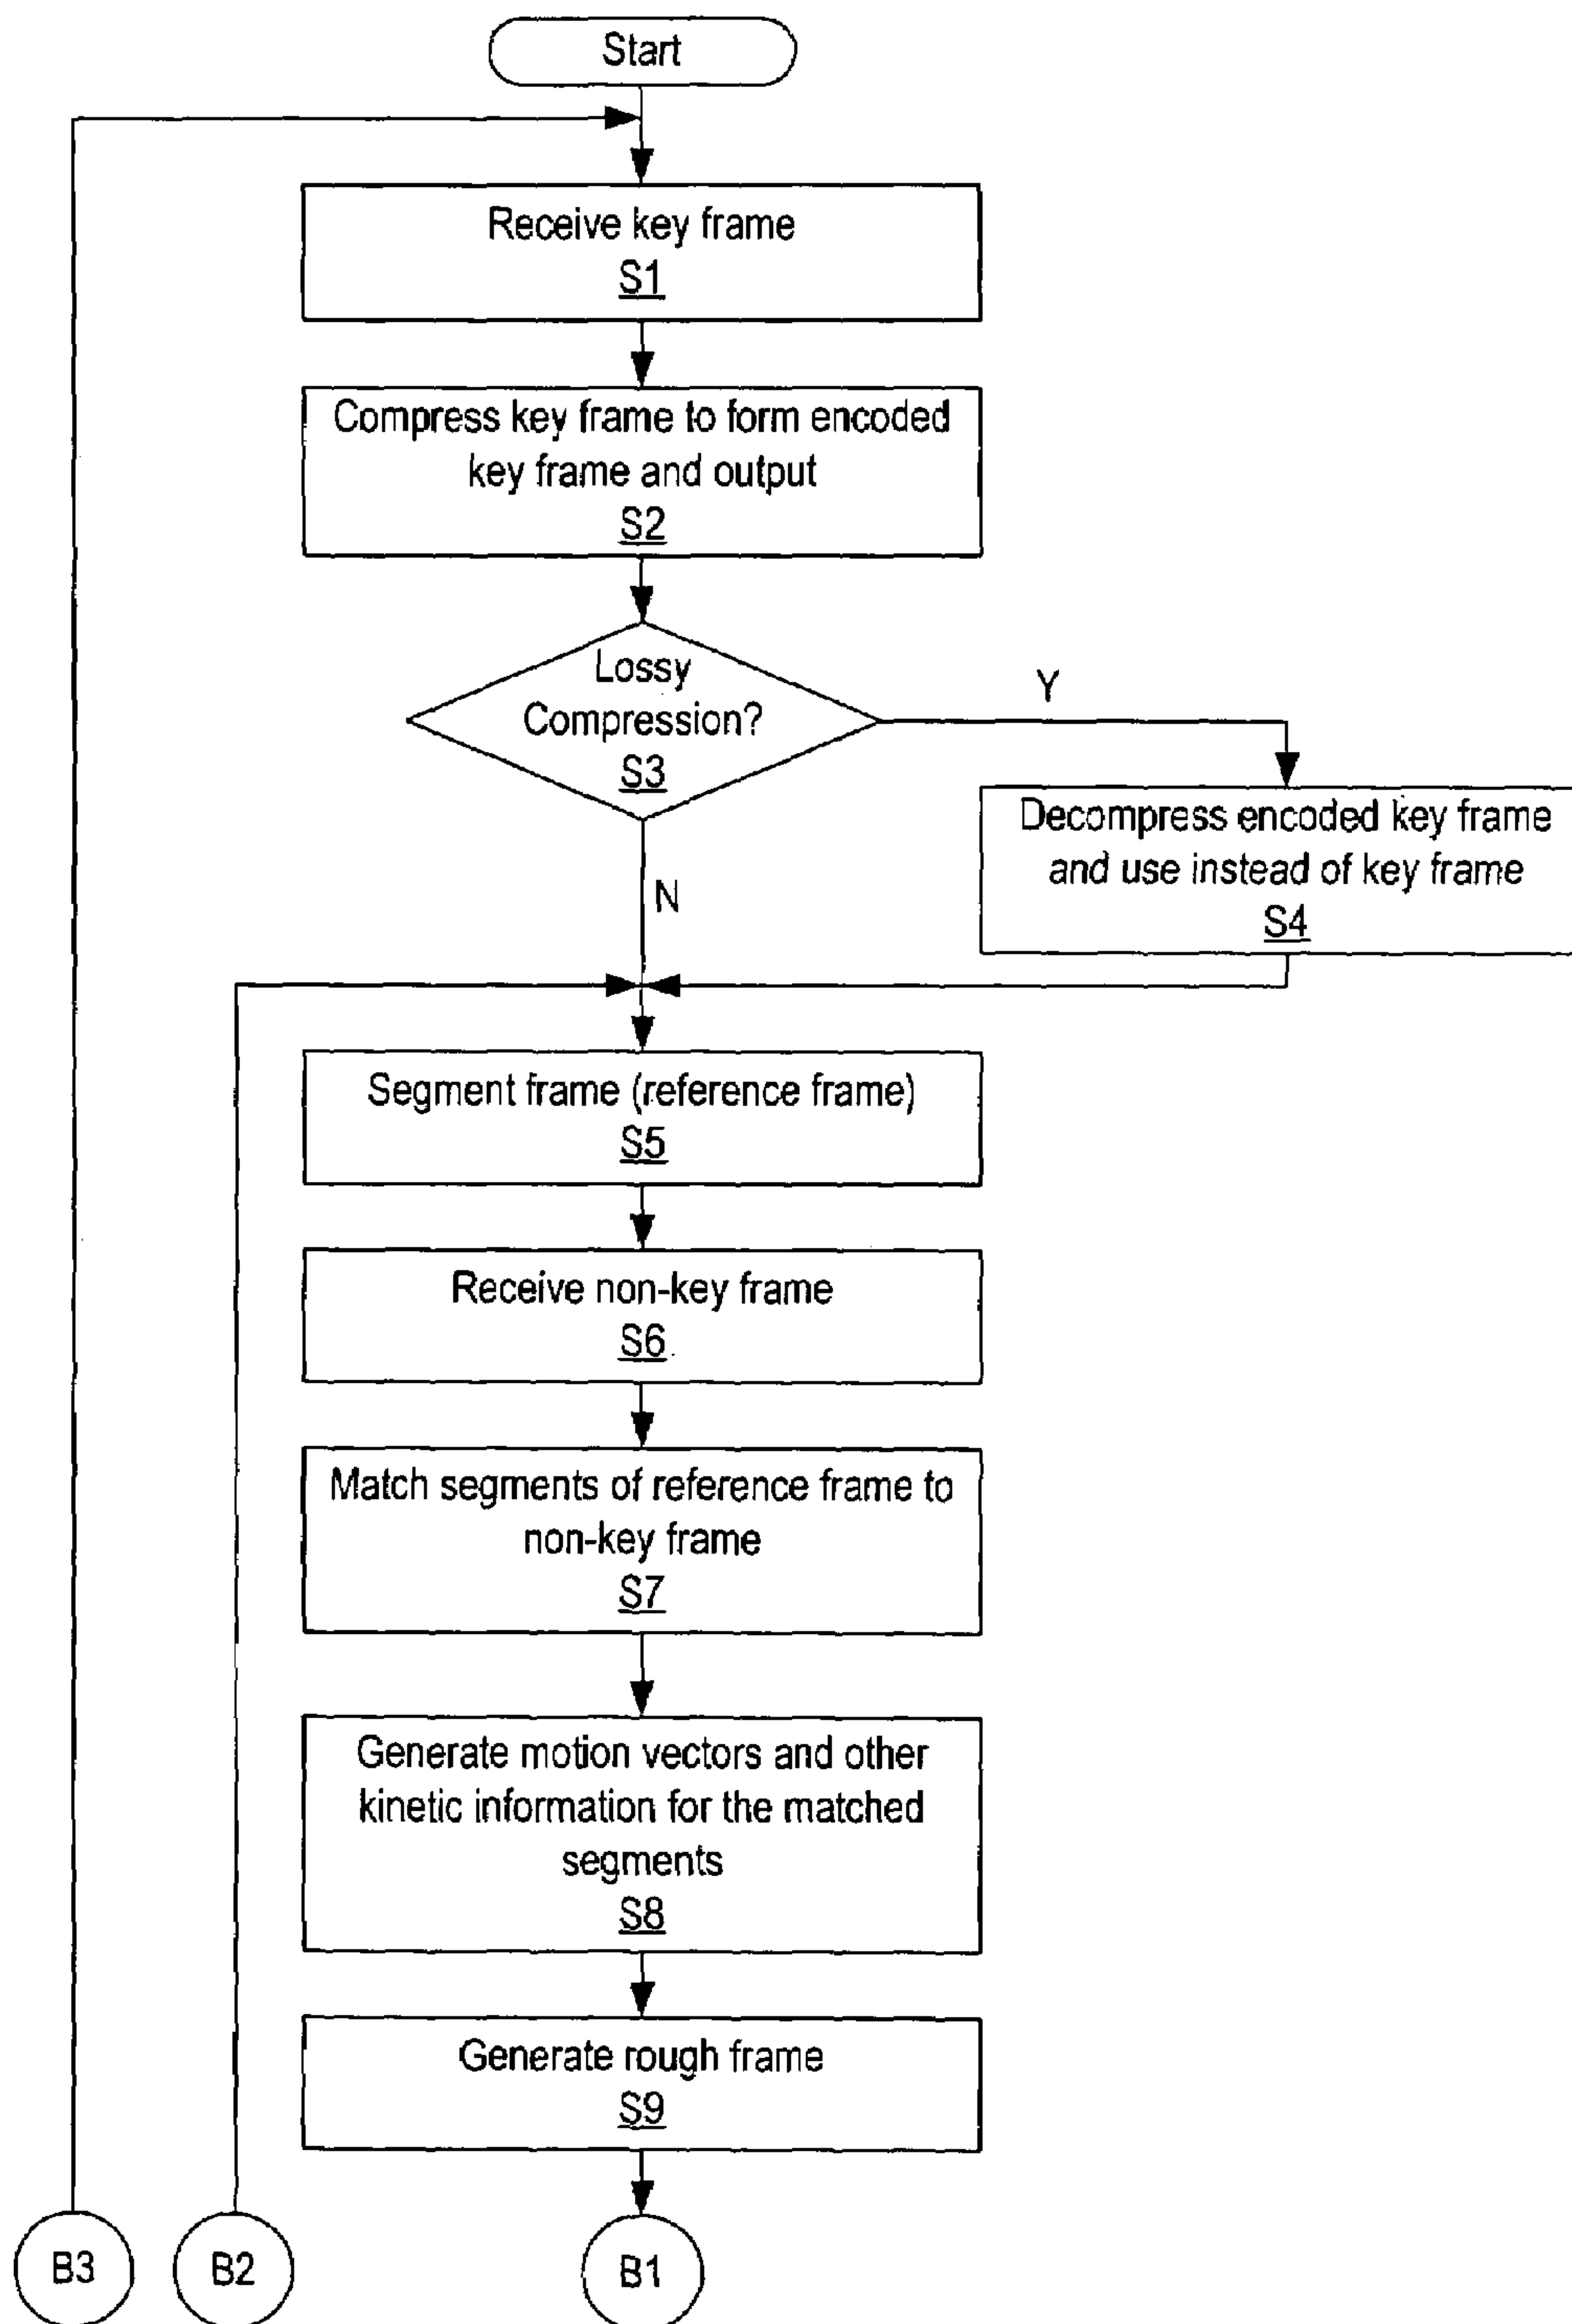 Start
Receive key frame
S1
Compress key frame to form encoded
key frame and output
S2
Lossy
Compression?
S3
Y
N
Decompress encoded key frame
and use instead of key frame
S4
Segment frame (reference frame)
S5
Receive non-key frame
S6
Match segments of reference frame to
non-key frame
S7
Generate motion vectors and other
kinetic information for the matched
segments
S8
Generate rough frame
S9
B3
B2
B1